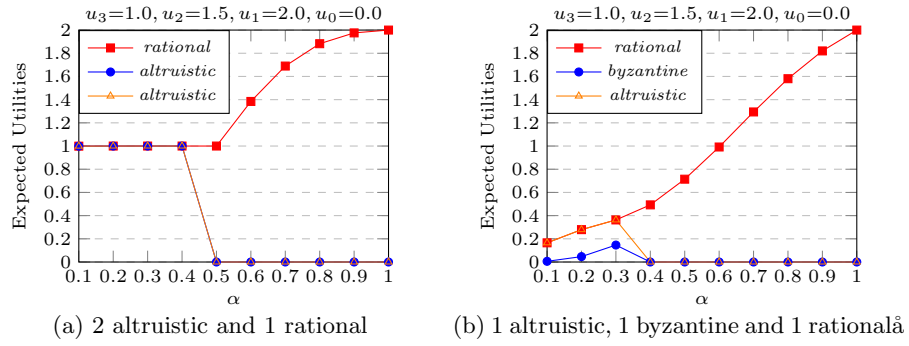 u₃=1.0, u₂=1.5, u₁=2.0, u₀=0.0
2
1.8
1.6
1.4
1.2
1
0.8
0.6
0.4
0.2
0
Expected Utilities
rational
altruistic
altruistic
0.1 0.2 0.3 0.4 0.5 0.6 0.7 0.8 0.9 1
α
(a) 2 altruistic and 1 rational
u₃=1.0, u₂=1.5, u₁=2.0, u₀=0.0
2
1.8
1.6
1.4
1.2
1
0.8
0.6
0.4
0.2
0
Expected Utilities
rational
byzantine
altruistic
0.1 0.2 0.3 0.4 0.5 0.6 0.7 0.8 0.9 1
α
(b) 1 altruistic, 1 byzantine and 1 rationalå